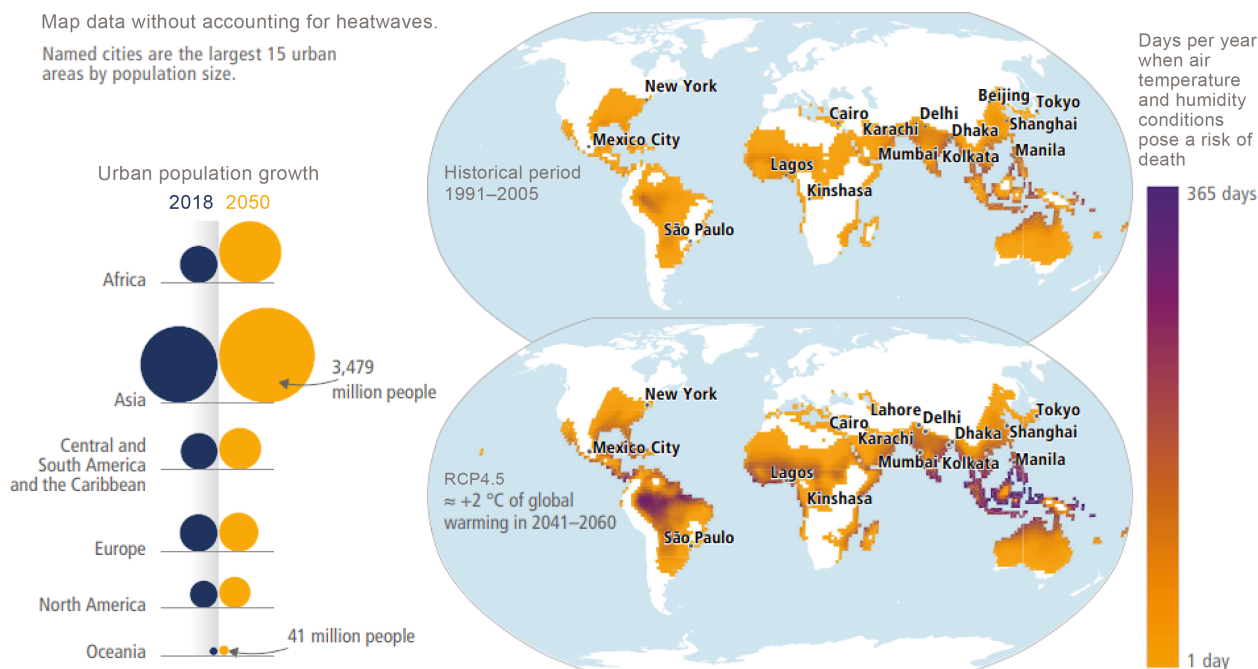 Map data without accounting for heatwaves.
Named cities are the largest 15 urban
areas by population size.
Urban population growth
2018 2050
Africa
Asia
3,479
million people
Central and
South America
and the Caribbean
Europe
North America
Oceania
41 million people
Historical period
1991–2005
New York
Mexico City
São Paulo
Lagos
Kinshasa
Cairo
Karachi
Delhi
Mumbai
Kolkata
Dhaka
Beijing
Tokyo
Shanghai
Manila
RCP4.5
≈ +2 °C of global
warming in 2041–2060
New York
Mexico City
São Paulo
Lagos
Kinshasa
Cairo
Lahore
Karachi
Delhi
Mumbai
Kolkata
Dhaka
Tokyo
Shanghai
Manila
Days per year
when air
temperature
and humidity
conditions
pose a risk of
death
365 days
1 day